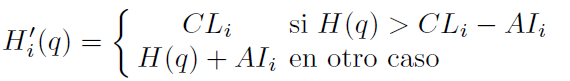 H'_i(q) = { CL_i si H(q) > CL_i − AI_i
H(q) + AI_i en otro caso